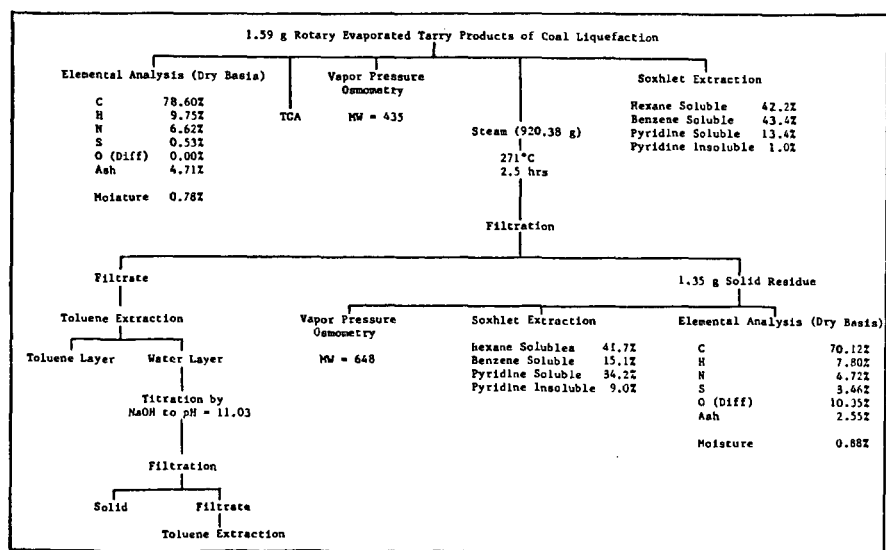 1.59 g Rotary Evaporated Tarry Products of Coal Liquefaction
Elemental Analysis (Dry Basis)
C 78.60%
H 9.75%
N 6.62%
S 0.53%
O (Diff) 0.00%
Ash 4.71%
Moisture 0.78%
TGA
Vapor Pressure
Osmometry
MW = 435
Steam (920.38 g)
271°C
2.5 hrs
Soxhlet Extraction
Hexane Soluble 42.2%
Benzene Soluble 43.4%
Pyridine Soluble 13.4%
Pyridine Insoluble 1.0%
Filtration
Filtrate
1.35 g Solid Residue
Toluene Extraction
Toluene Layer
Water Layer
Titration by
NaOH to pH = 11.03
Filtration
Solid
Filtrate
Toluene Extraction
Vapor Pressure
Osmometry
MW = 648
Soxhlet Extraction
Hexane Solublea 41.7%
Benzene Soluble 15.1%
Pyridine Soluble 34.2%
Pyridine Insoluble 9.0%
Elemental Analysis (Dry Basis)
C 70.12%
H 7.80%
N 4.72%
S 3.46%
O (Diff) 10.35%
Ash 2.55%
Moisture 0.88%